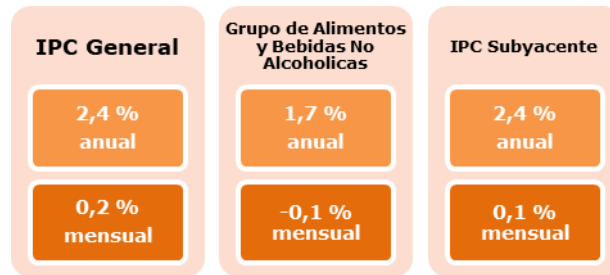 IPC General
2,4 %
anual
0,2 %
mensual
Grupo de Alimentos
y Bebidas No
Alcoholicas
1,7 %
anual
-0,1 %
mensual
IPC Subyacente
2,4 %
anual
0,1 %
mensual